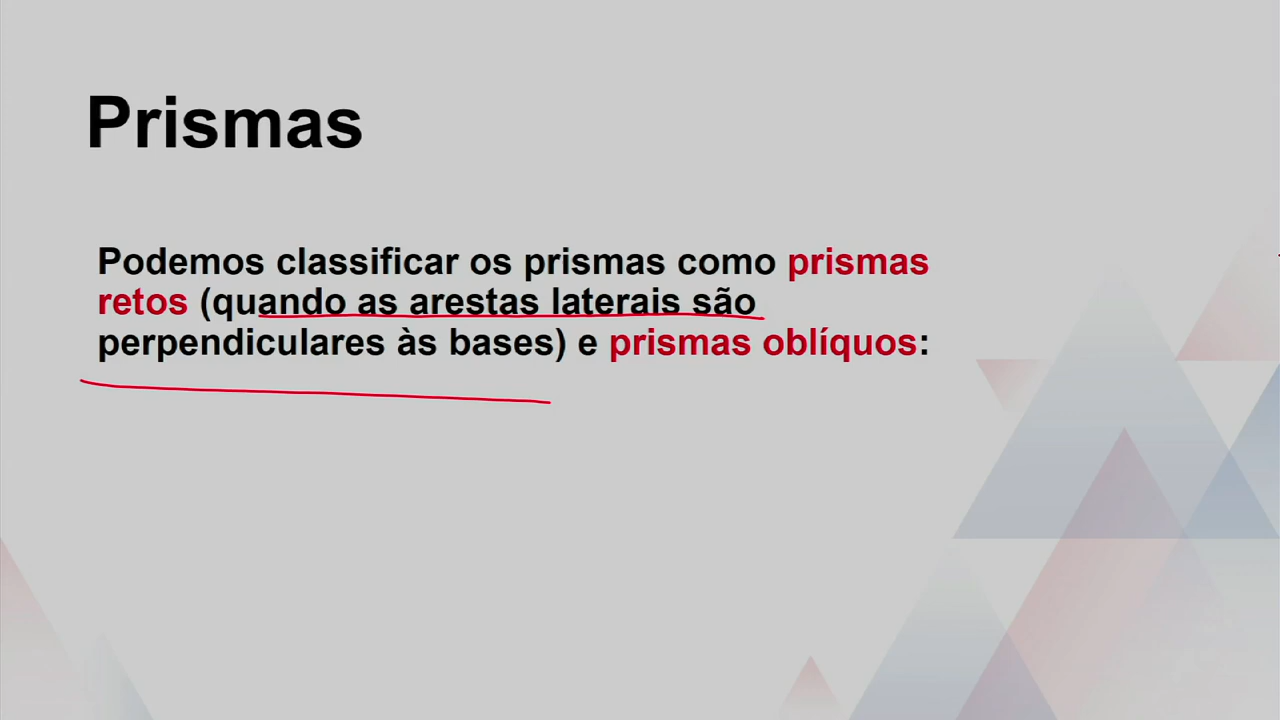 Prismas
Podemos classificar os prismas como prismas
retos (quando as arestas laterais são
perpendiculares às bases) e prismas oblíquos: